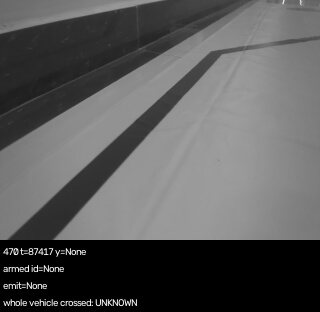 470 t=87417 y=None
armed id=None
emit=None
whole vehicle crossed: UNKNOWN